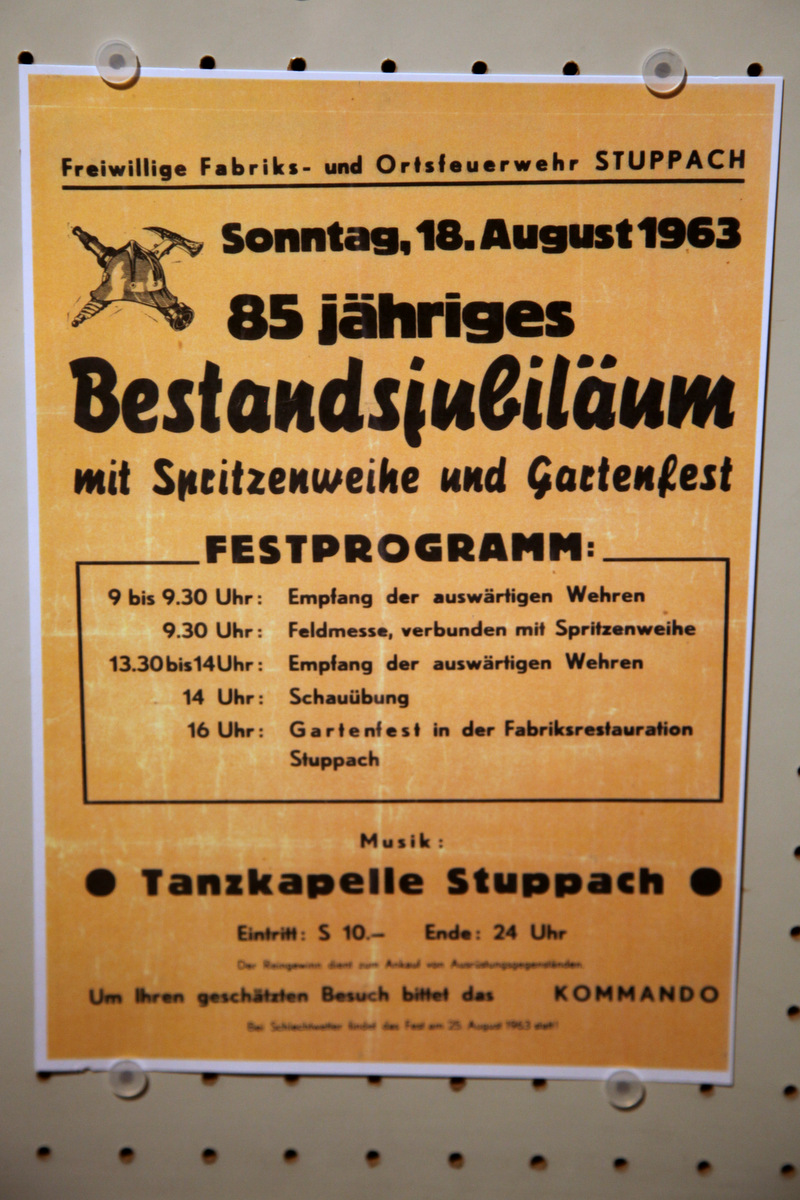 Freiwillige Fabriks- und Ortsfeuerwehr STUPPACH
Sonntag, 18. August 1963
85 jähriges
Bestandsjubiläum
mit Spritzenweihe und Gartenfest
FESTPROGRAMM:
9 bis 9.30 Uhr: Empfang der auswärtigen Wehren
9.30 Uhr: Feldmesse, verbunden mit Spritzenweihe
13.30 bis 14 Uhr: Empfang der auswärtigen Wehren
14 Uhr: Schauübung
16 Uhr: Gartenfest in der Fabriksrestauration
Stuppach
Musik:
● Tanzkapelle Stuppach ●
Eintritt: S 10.— Ende: 24 Uhr
Der Reingewinn dient zum Ankauf von Ausrüstungsgegenständen.
Um Ihren geschätzten Besuch bittet das KOMMANDO
Bei Schlechtwetter findet das Fest am 25. August 1963 statt!